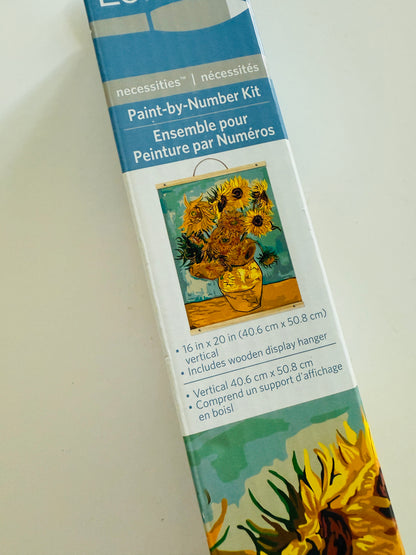 necessities™ | nécessités
Paint-by-Number Kit
Ensemble pour
Peinture par Numéros
• 16 in x 20 in (40.6 cm x 50.8 cm)
vertical
• Includes wooden display hanger
• Vertical 40.6 cm x 50.8 cm
• Comprend un support d'affichage
en boisl